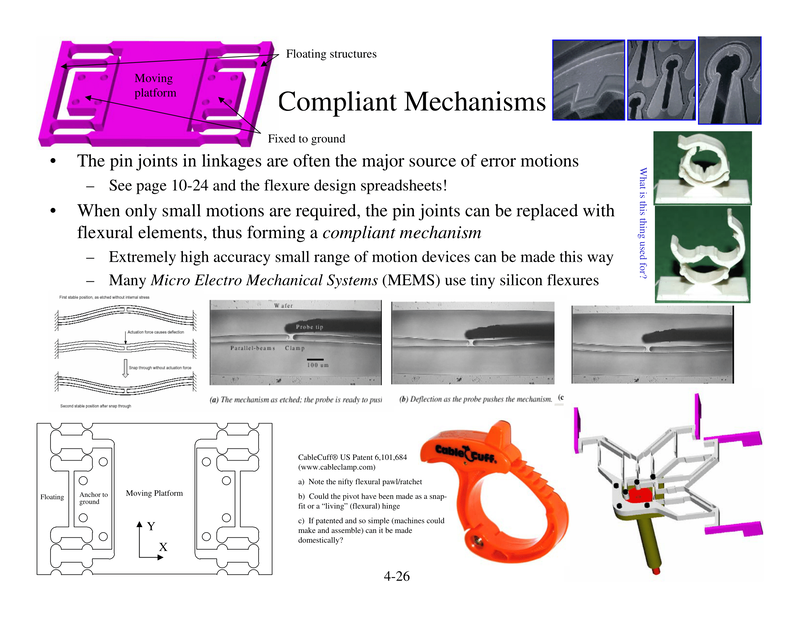 Floating structures
Moving
platform
Compliant Mechanisms
Fixed to ground
• The pin joints in linkages are often the major source of error motions
– See page 10-24 and the flexure design spreadsheets!
• When only small motions are required, the pin joints can be replaced with
flexural elements, thus forming a compliant mechanism
– Extremely high accuracy small range of motion devices can be made this way
– Many Micro Electro Mechanical Systems (MEMS) use tiny silicon flexures
What is this thing used for?
First stable position, as etched without internal stress.
Actuation force causes deflection
Snap through without actuation force
Second stable position after snap through
Wafer
Probe tip
Parallel-beams Clamp
100 um
(a) The mechanism as etched; the probe is ready to pusl
(b) Deflection as the probe pushes the mechanism.
(c
Floating
Anchor to
ground
Moving Platform
Y
X
CableCuff® US Patent 6,101,684
(www.cableclamp.com)
a) Note the nifty flexural pawl/ratchet
b) Could the pivot have been made as a snap-
fit or a “living” (flexural) hinge
c) If patented and so simple (machines could
make and assemble) can it be made
domestically?
Cable Cuff
4-26